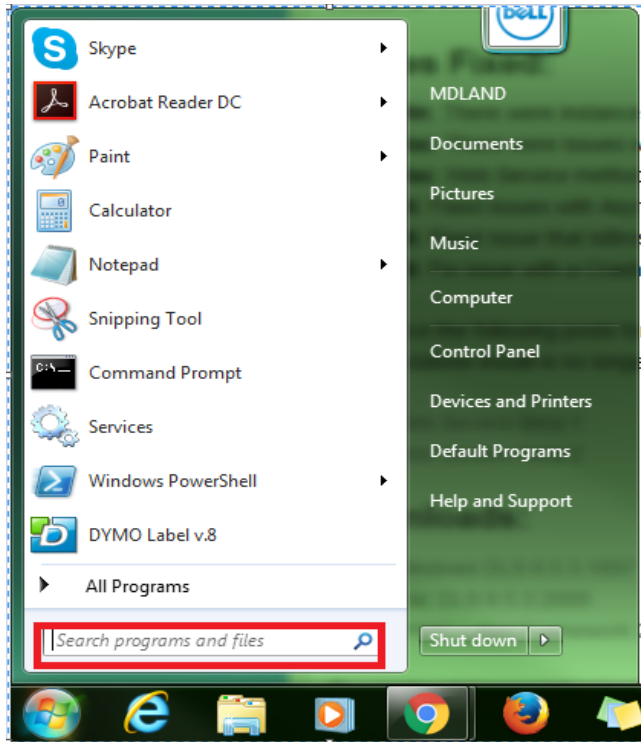 Skype
Acrobat Reader DC
Paint
Calculator
Notepad
Snipping Tool
C:\
Command Prompt
Services
Windows PowerShell
DYMO Label v.8
All Programs
Search programs and files
DELL
MDLAND
Documents
Pictures
Music
Computer
Control Panel
Devices and Printers
Default Programs
Help and Support
Shut down